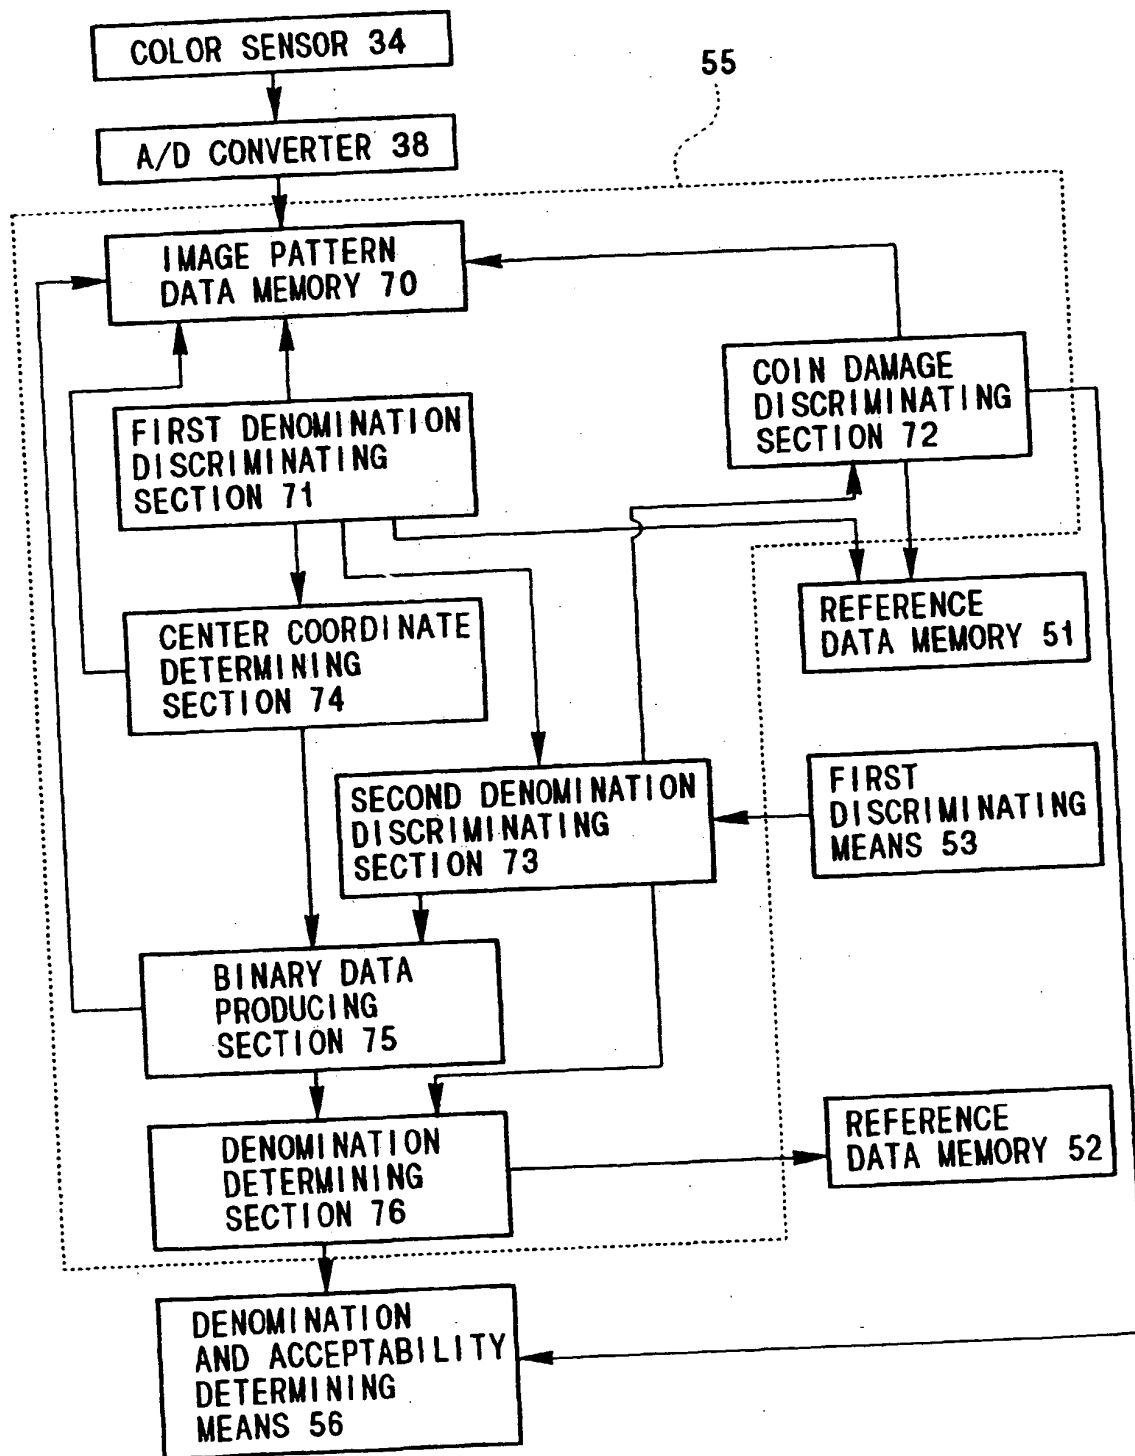 COLOR SENSOR 34
55
A/D CONVERTER 38
IMAGE PATTERN
DATA MEMORY 70
COIN DAMAGE
DISCRIMINATING
SECTION 72
FIRST DENOMINATION
DISCRIMINATING
SECTION 71
REFERENCE
DATA MEMORY 51
CENTER COORDINATE
DETERMINING
SECTION 74
FIRST
DISCRIMINATING
MEANS 53
SECOND DENOMINATION
DISCRIMINATING
SECTION 73
BINARY DATA
PRODUCING
SECTION 75
REFERENCE
DATA MEMORY 52
DENOMINATION
DETERMINING
SECTION 76
DENOMINATION
AND ACCEPTABILITY
DETERMINING
MEANS 56